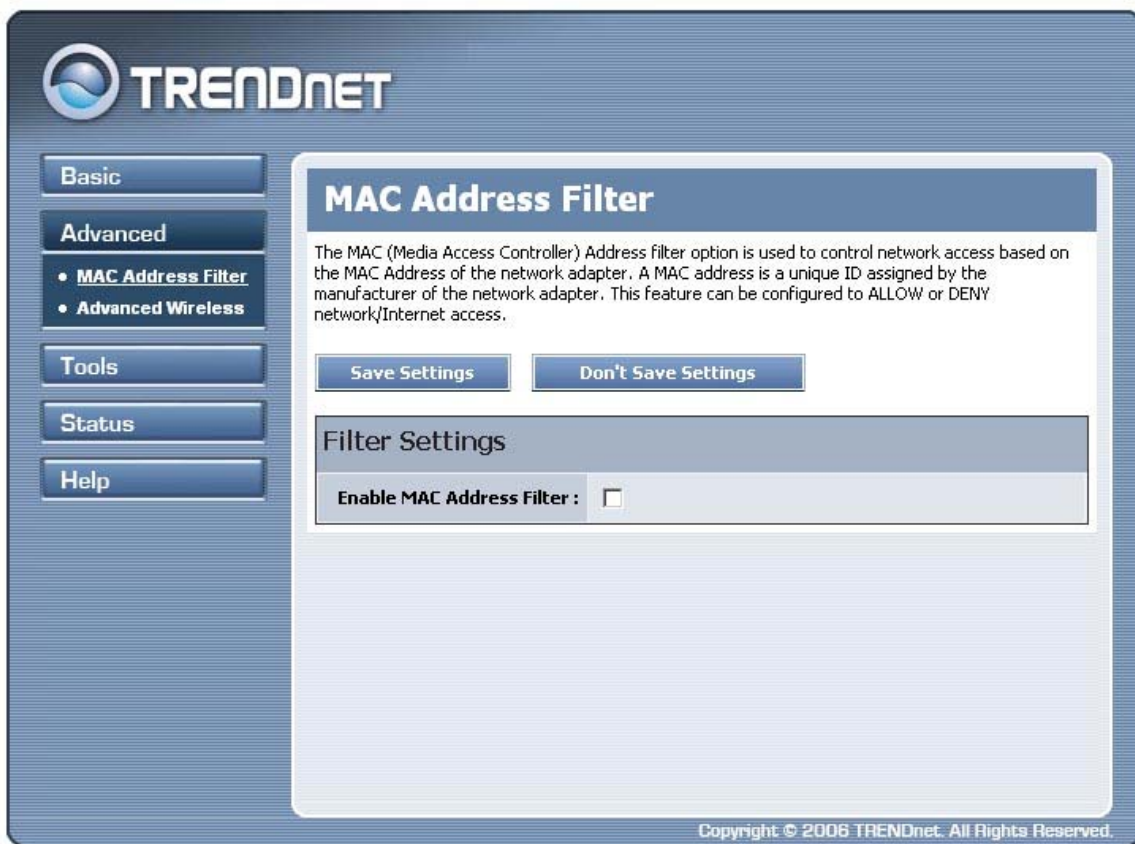 TRENDNET
Basic
Advanced
• MAC Address Filter
• Advanced Wireless
Tools
Status
Help
MAC Address Filter
The MAC (Media Access Controller) Address filter option is used to control network access based on
the MAC Address of the network adapter. A MAC address is a unique ID assigned by the
manufacturer of the network adapter. This feature can be configured to ALLOW or DENY
network/Internet access.
Save Settings
Don't Save Settings
Filter Settings
Enable MAC Address Filter :
Copyright © 2006 TRENDnet. All Rights Reserved.